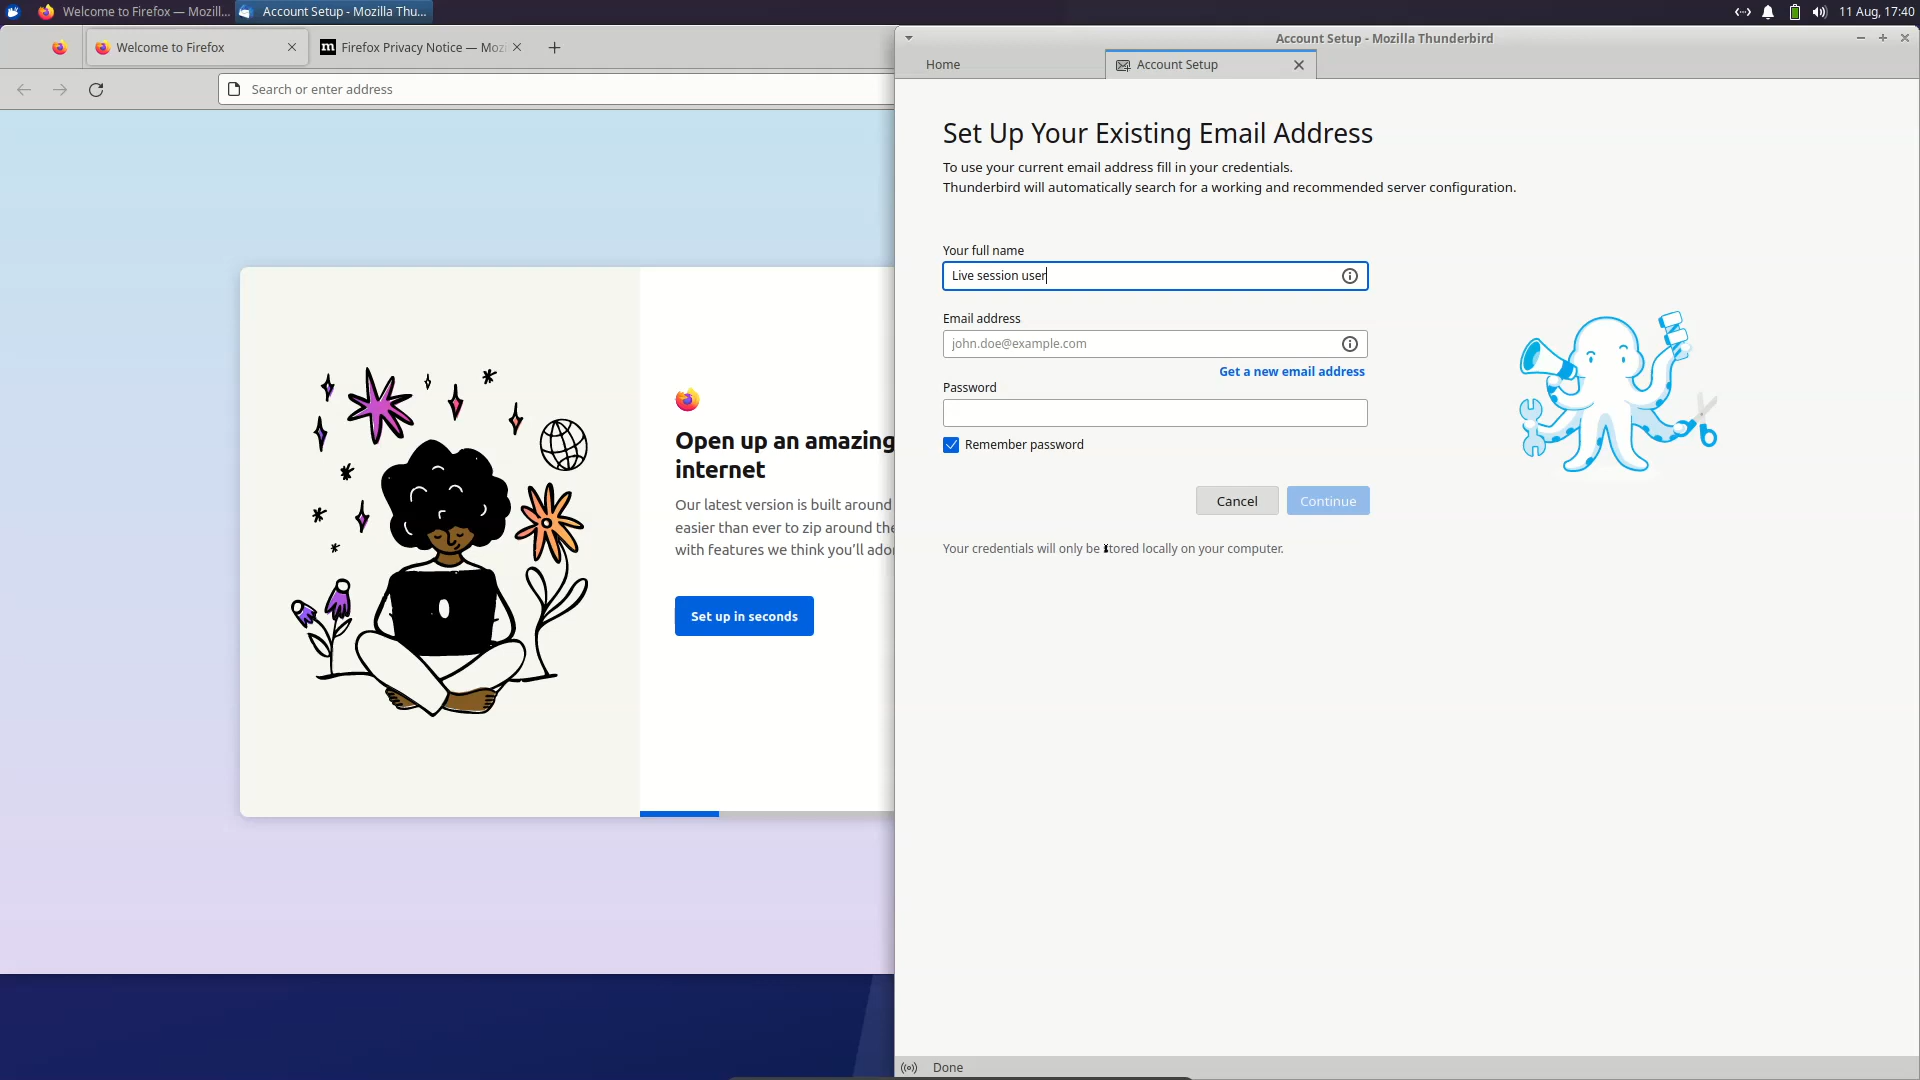 Welcome to Firefox — Mozill...
Account Setup - Mozilla Thu...
11 Aug, 17:40
Welcome to Firefox
Firefox Privacy Notice — Moz
Search or enter address
Open up an amazing
internet
Our latest version is built around
easier than ever to zip around the
with features we think you'll ado
Set up in seconds
Account Setup - Mozilla Thunderbird
Home
Account Setup
Set Up Your Existing Email Address
To use your current email address fill in your credentials.
Thunderbird will automatically search for a working and recommended server configuration.
Your full name
Live session user
Email address
john.doe@example.com
Get a new email address
Password
Remember password
Cancel
Continue
Your credentials will only be stored locally on your computer.
Done